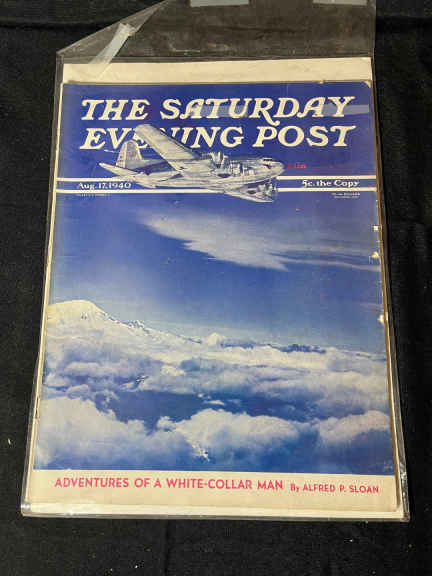 THE SATURDAY
EVENING POST
Aug. 17, 1940
5c. the Copy
ADVENTURES OF A WHITE-COLLAR MAN By ALFRED P. SLOAN